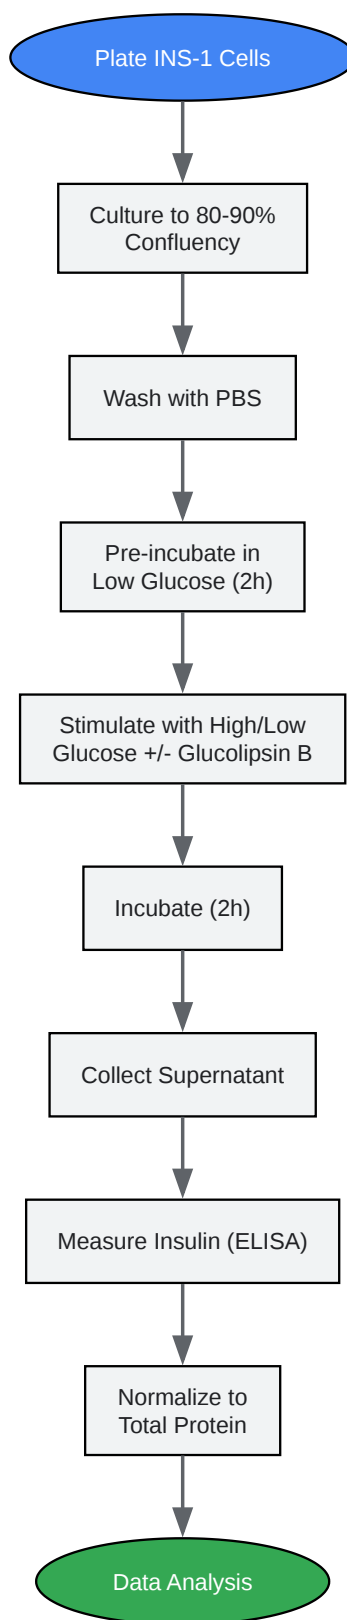 Plate INS-1 Cells
Culture to 80-90%
Confluency
Wash with PBS
Pre-incubate in
Low Glucose (2h)
Stimulate with High/Low
Glucose +/- Glucolipsin B
Incubate (2h)
Collect Supernatant
Measure Insulin (ELISA)
Normalize to
Total Protein
Data Analysis